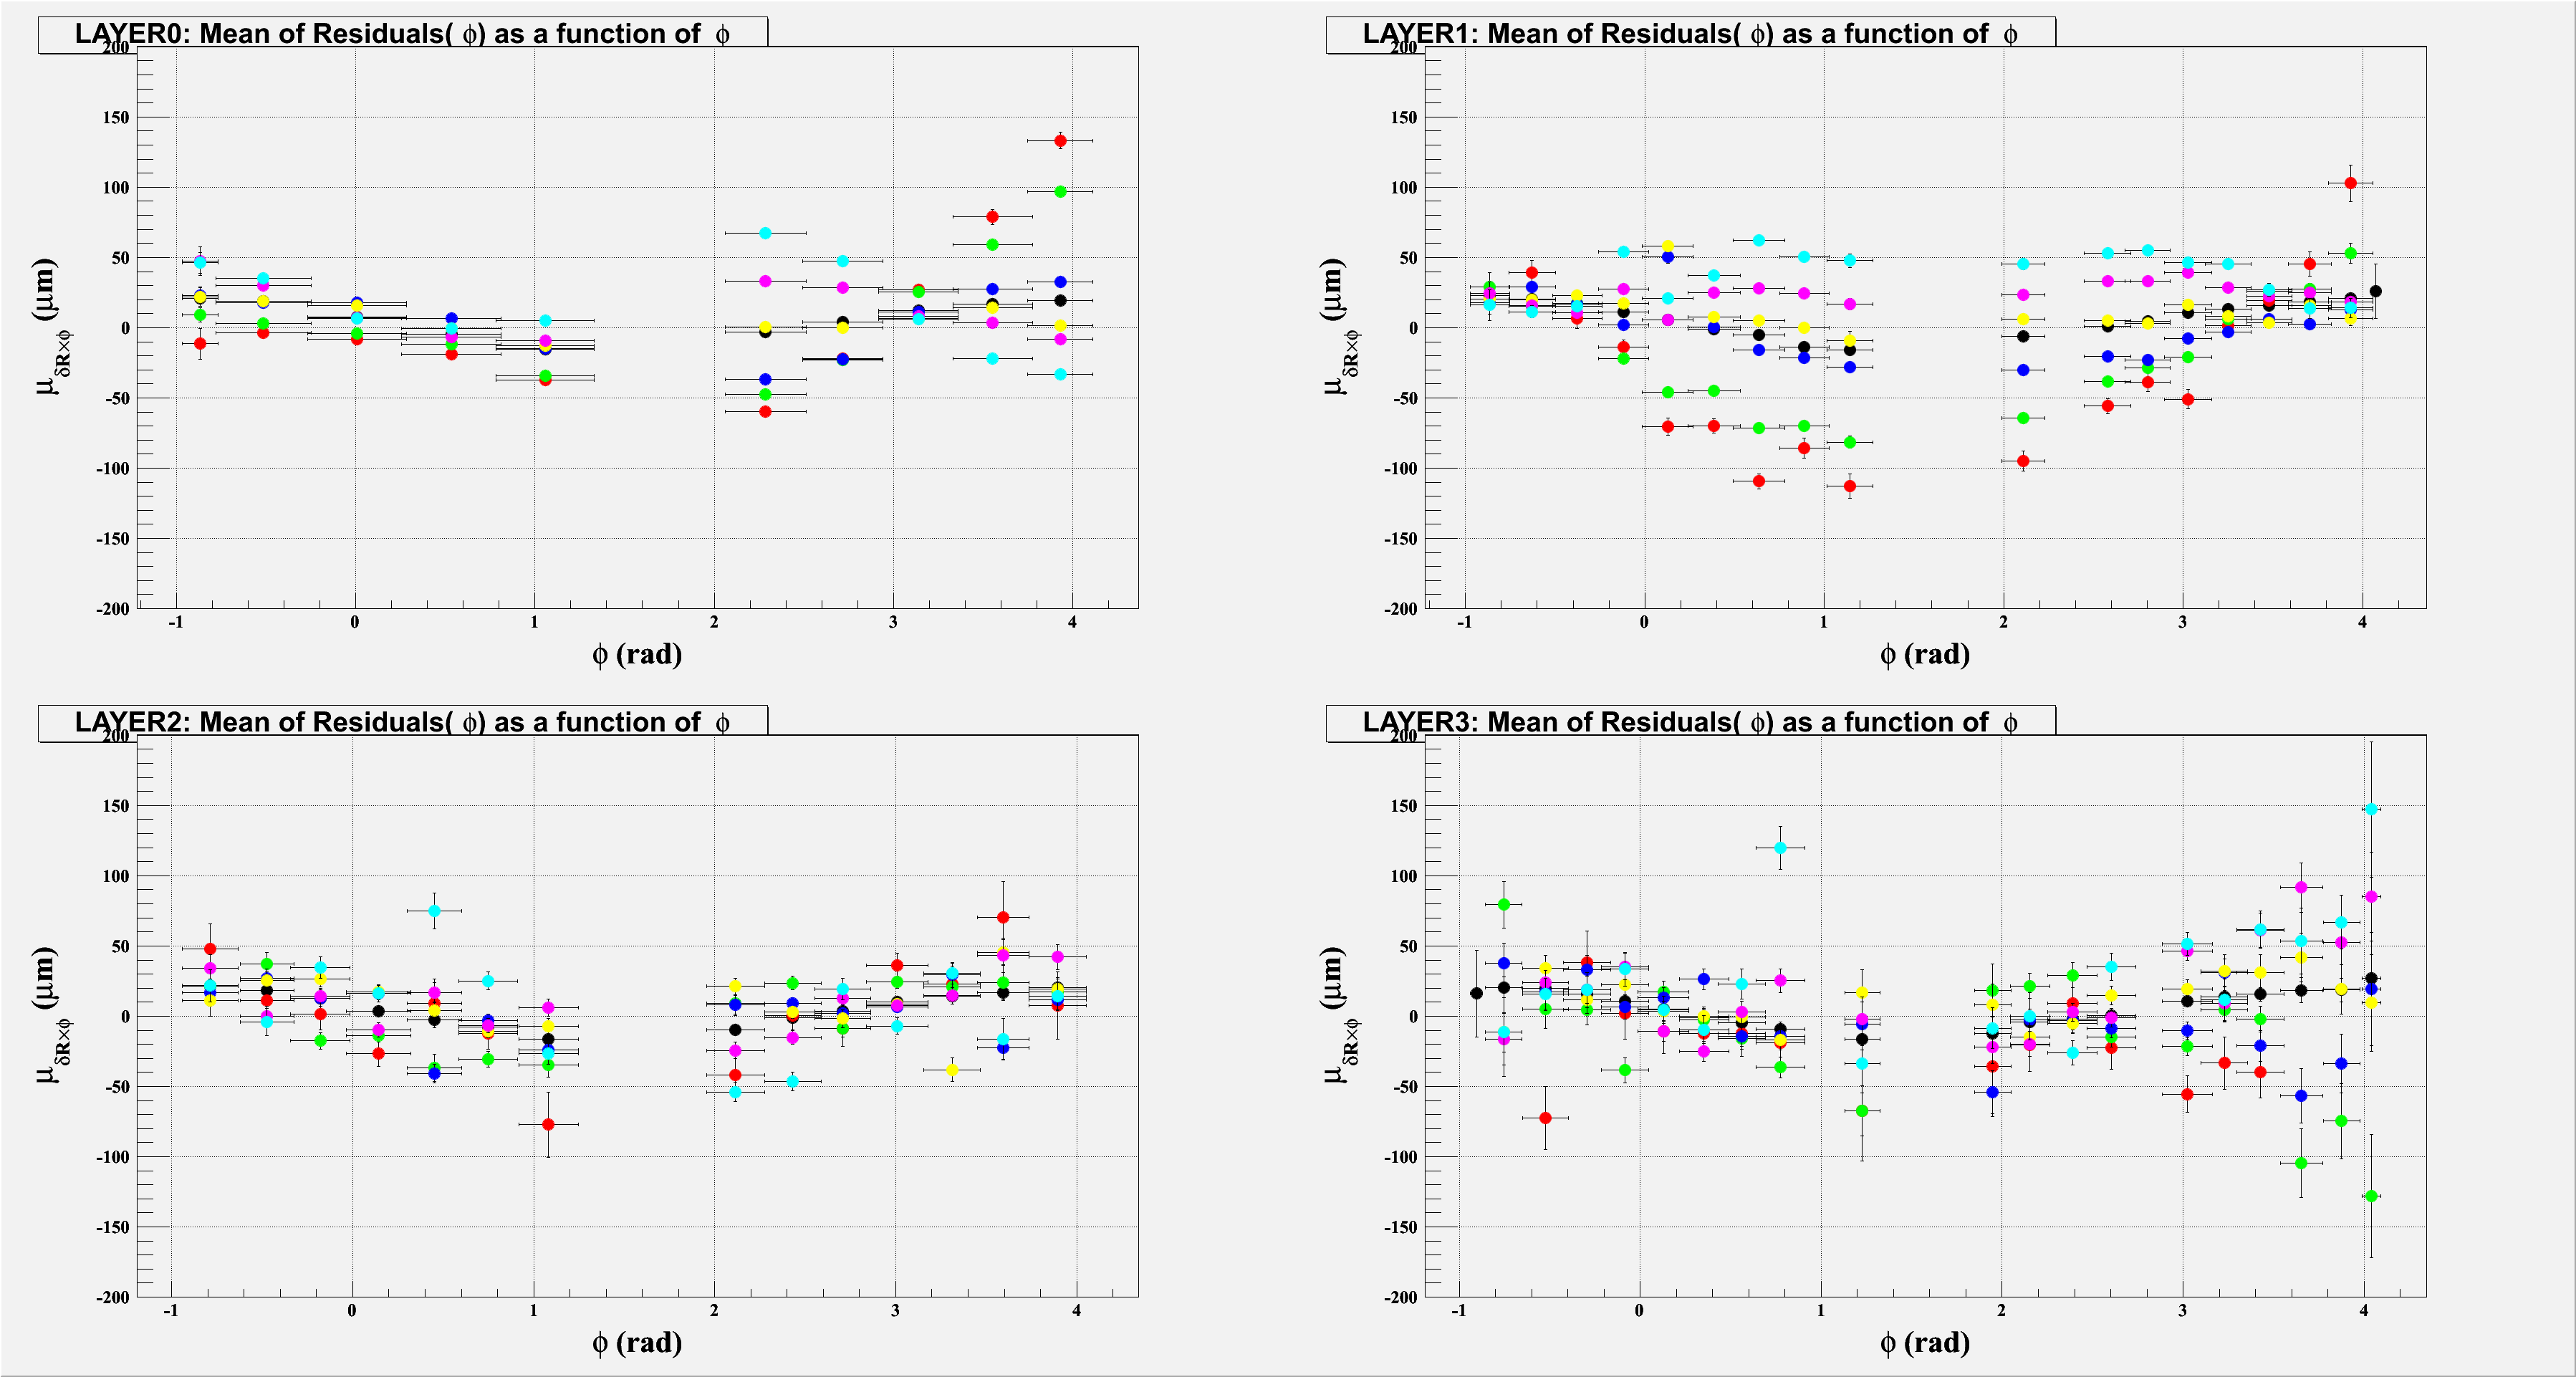 LAYER0: Mean of Residuals( ϕ) as a function of ϕ
200
150
100
50
0
-50
-100
-150
-200
μδR×ϕ (μm)
-1 0 1 2 3 4
ϕ (rad)
LAYER1: Mean of Residuals( ϕ) as a function of ϕ
200
150
100
50
0
-50
-100
-150
-200
μδR×ϕ (μm)
-1 0 1 2 3 4
ϕ (rad)
LAYER2: Mean of Residuals( ϕ) as a function of ϕ
200
150
100
50
0
-50
-100
-150
-200
μδR×ϕ (μm)
-1 0 1 2 3 4
ϕ (rad)
LAYER3: Mean of Residuals( ϕ) as a function of ϕ
200
150
100
50
0
-50
-100
-150
-200
μδR×ϕ (μm)
-1 0 1 2 3 4
ϕ (rad)